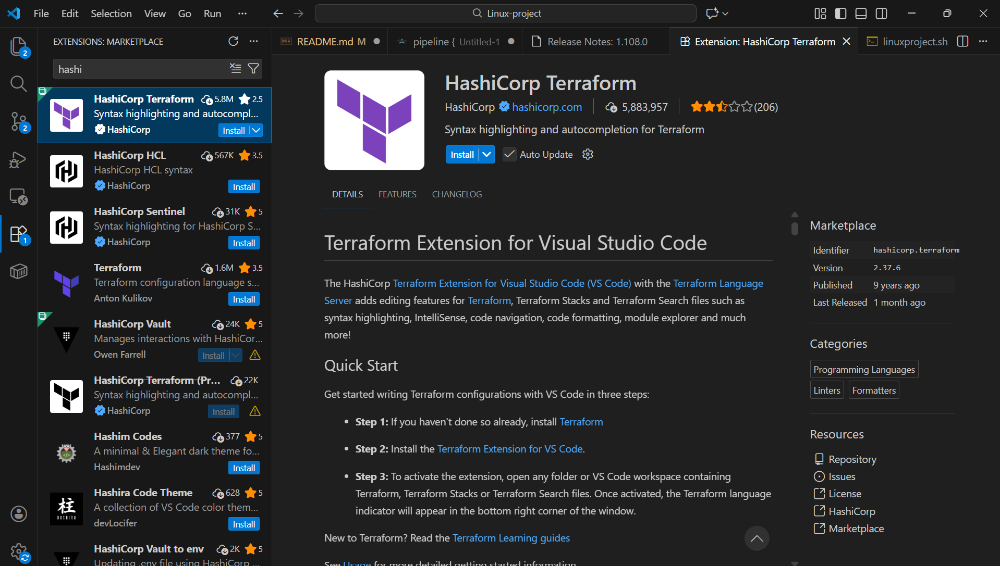 File Edit Selection View Go Run ··· Linux-project
EXTENSIONS: MARKETPLACE
hashi
HashiCorp Terraform 5.8M 2.5
Syntax highlighting and autocompl...
HashiCorp Install
HashiCorp HCL 567K 3.5
HashiCorp HCL syntax
HashiCorp Install
HashiCorp Sentinel 31K 5
Syntax highlighting for HashiCorp S...
HashiCorp Install
Terraform 1.6M 3.5
Terraform configuration language s...
Anton Kulikov Install
HashiCorp Vault 24K 5
Manages interactions with HashiCor...
Owen Farrell Install
HashiCorp Terraform (Pr... 22K
Syntax highlighting and autocompl...
HashiCorp Install
Hashim Codes 377 5
A minimal & Elegant dark theme fo...
Hashimdev Install
柱
HASHIRA
Hashira Code Theme 628 5
A collection of VS Code color them...
devLocifer Install
HashiCorp Vault to env 2K 5
Updating .env file using HashiCorp ...
2
2
1
README.md M pipeline { Untitled-1 Release Notes: 1.108.0 Extension: HashiCorp Terraform linuxproject.sh
HashiCorp Terraform
HashiCorp hashicorp.com 5,883,957 (206)
Syntax highlighting and autocompletion for Terraform
Install Auto Update
DETAILS FEATURES CHANGELOG
Terraform Extension for Visual Studio Code
The HashiCorp Terraform Extension for Visual Studio Code (VS Code) with the Terraform Language
Server adds editing features for Terraform, Terraform Stacks and Terraform Search files such as
syntax highlighting, IntelliSense, code navigation, code formatting, module explorer and much
more!
Quick Start
Get started writing Terraform configurations with VS Code in three steps:
• Step 1: If you haven't done so already, install Terraform
• Step 2: Install the Terraform Extension for VS Code.
• Step 3: To activate the extension, open any folder or VS Code workspace containing
Terraform, Terraform Stacks or Terraform Search files. Once activated, the Terraform language
indicator will appear in the bottom right corner of the window.
New to Terraform? Read the Terraform Learning guides
See Usage for more detailed getting started information
Marketplace
Identifier hashicorp.terraform
Version 2.37.6
Published 9 years ago
Last Released 1 month ago
Categories
Programming Languages
Linters Formatters
Resources
Repository
Issues
License
HashiCorp
Marketplace